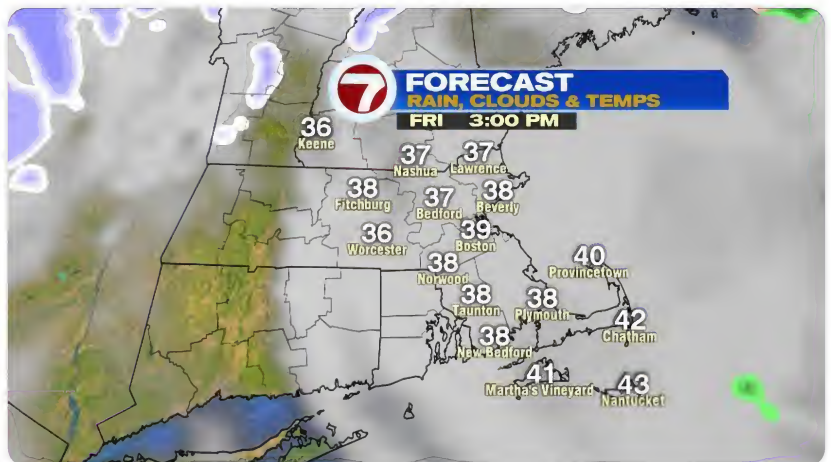 7
FORECAST
RAIN, CLOUDS & TEMPS
FRI 3:00 PM
36
Keene
37
Nashua
37
Lawrence
38
Fitchburg
37
Bedford
38
Beverly
36
Worcester
39
Boston
38
Norwood
40
Provincetown
38
Taunton
38
Plymouth
42
Chatham
38
New Bedford
41
Martha's Vineyard
43
Nantucket